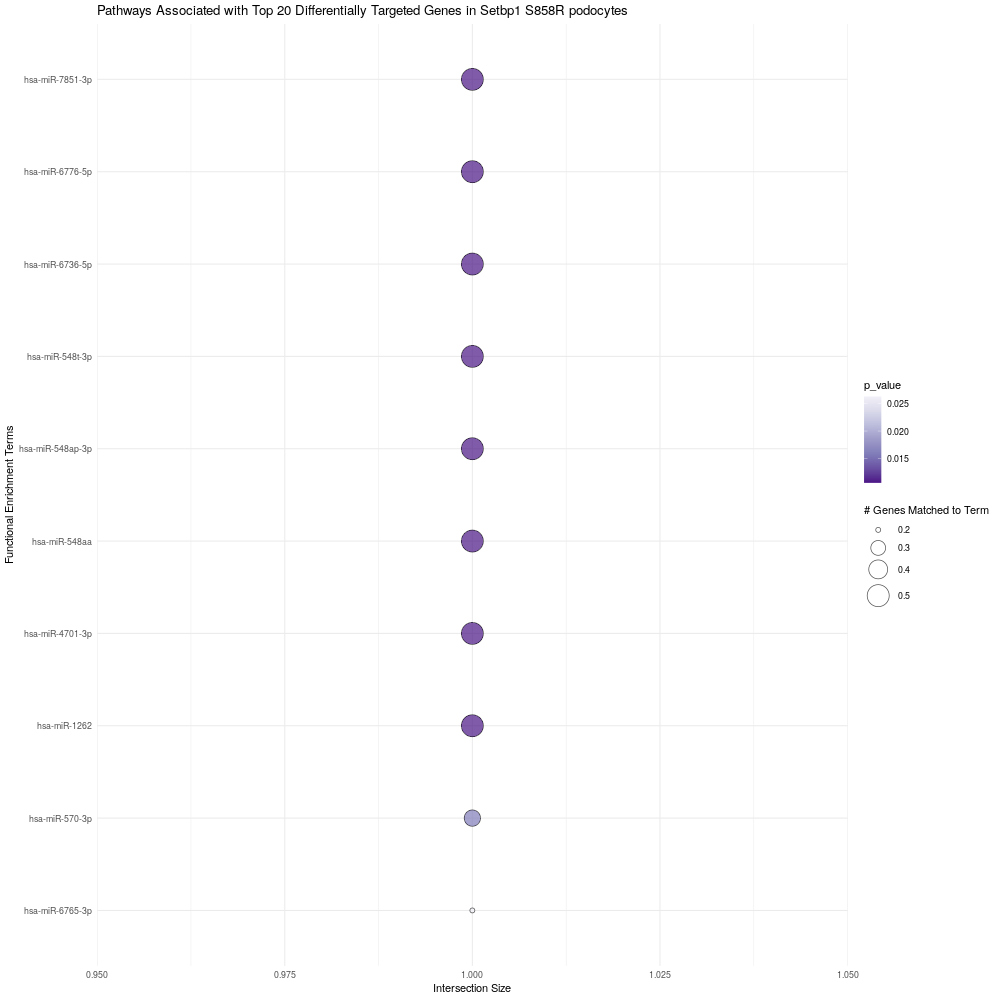 Pathways Associated with Top 20 Differentially Targeted Genes in Setbp1 S858R podocytes
Functional Enrichment Terms
hsa-miR-7851-3p
hsa-miR-6776-5p
hsa-miR-6736-5p
hsa-miR-548t-3p
hsa-miR-548ap-3p
hsa-miR-548aa
hsa-miR-4701-3p
hsa-miR-1262
hsa-miR-570-3p
hsa-miR-6765-3p
0.950 0.975 1.000 1.025 1.050
Intersection Size
p_value
0.025
0.020
0.015
# Genes Matched to Term
0.2
0.3
0.4
0.5